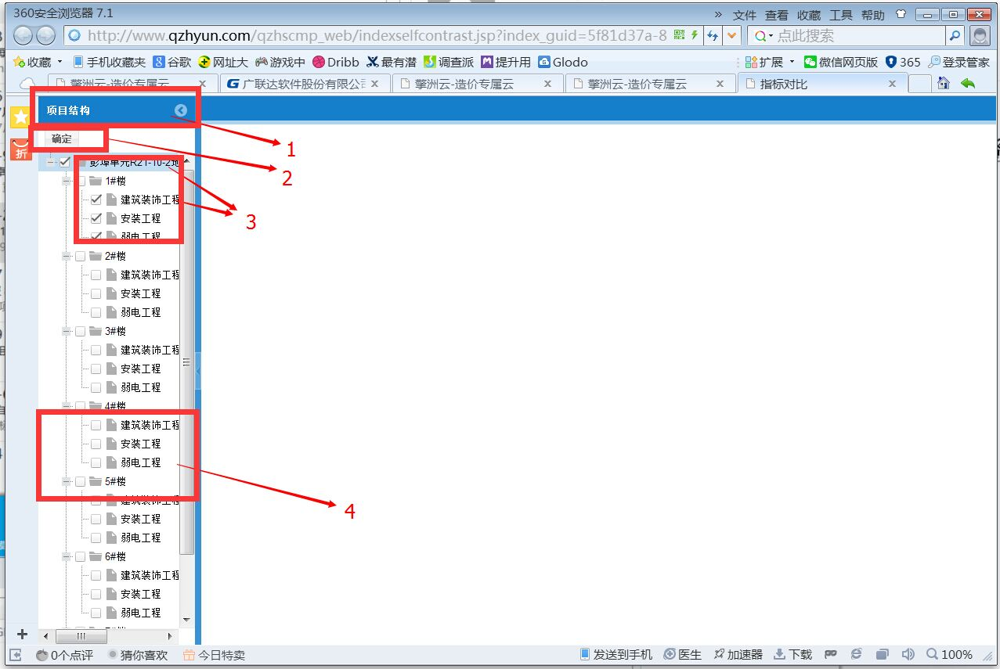 360安全浏览器 7.1
» 文件 查看 收藏 工具 帮助
http://www.qzhyun.com/qzhscmp_web/indexselfcontrast.jsp?index_guid=5f81d37a-8
点此搜索
收藏 手机收藏夹 谷歌 网址大 游戏中 Dribb 最有潜 调查派 提升用 Glodo 扩展 微信网页版 365 登录管家
擎洲云-造价专属云 广联达软件股份有限公司 擎洲云-造价专属云 擎洲云-造价专属云 指标对比
项目结构
1
折
确定
2
彭埠单元R21-10-2地
1#楼
建筑装饰工程
安装工程
3
弱电工程
2#楼
建筑装饰工程
安装工程
弱电工程
3#楼
建筑装饰工程
安装工程
弱电工程
4#楼
建筑装饰工程
安装工程
弱电工程
5#楼
建筑装饰工程
4
安装工程
弱电工程
6#楼
建筑装饰工程
安装工程
弱电工程
0个点评 猜你喜欢 今日特卖 发送到手机 医生 加速器 下载 100%